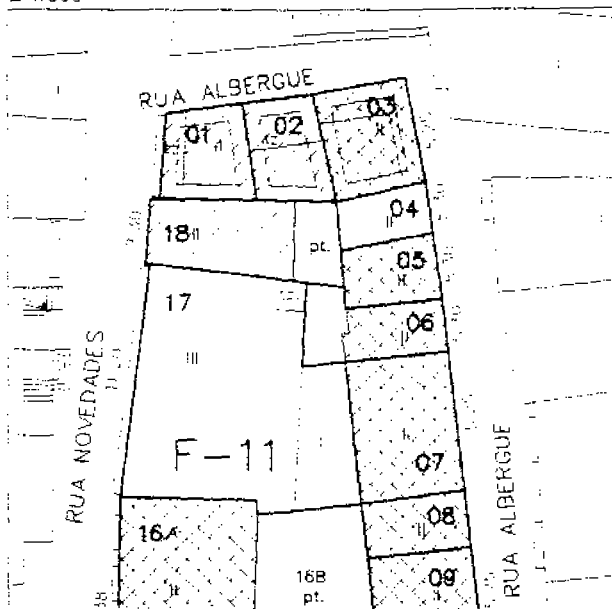 RUA ALBERGUE
01
02
03
04
18
pt.
05
17
06
III
RUA NOVEDADES
F-11
07
RUA ALBERGUE
08
16A
16B
pt.
09